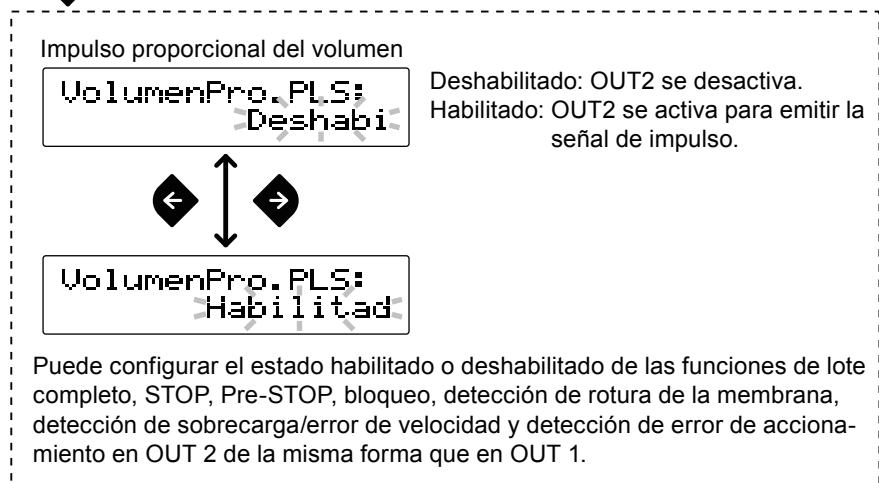 Impulso proporcional del volumen
VolumenPro.PLS:
Deshabi
Deshabilitado: OUT2 se desactiva.
Habilitado: OUT2 se activa para emitir la
señal de impulso.
VolumenPro.PLS:
Habilitad
Puede configurar el estado habilitado o deshabilitado de las funciones de lote
completo, STOP, Pre-STOP, bloqueo, detección de rotura de la membrana,
detección de sobrecarga/error de velocidad y detección de error de acciona-
miento en OUT 2 de la misma forma que en OUT 1.